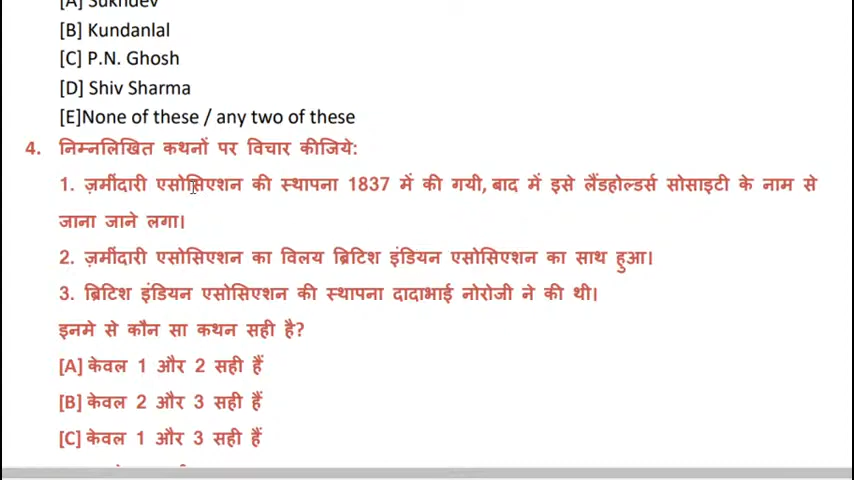 [A] Sukhdev
[B] Kundanlal
[C] P.N. Ghosh
[D] Shiv Sharma
[E]None of these / any two of these
4. निम्नलिखित कथनों पर विचार कीजिये:
1. ज़मींदारी एसोसिएशन की स्थापना 1837 में की गयी, बाद में इसे लैंडहोल्डर्स सोसाइटी के नाम से
जाना जाने लगा।
2. ज़मींदारी एसोसिएशन का विलय ब्रिटिश इंडियन एसोसिएशन का साथ हुआ।
3. ब्रिटिश इंडियन एसोसिएशन की स्थापना दादाभाई नोरोजी ने की थी।
इनमे से कौन सा कथन सही है?
[A] केवल 1 और 2 सही हैं
[B] केवल 2 और 3 सही हैं
[C] केवल 1 और 3 सही हैं